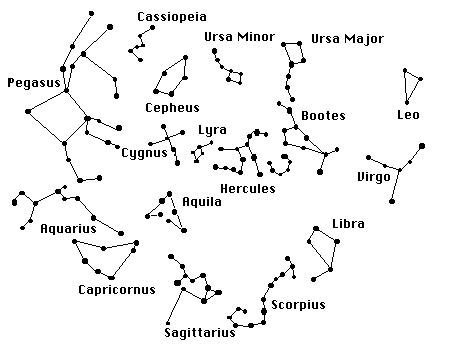 Cassiopeia
Ursa Minor
Ursa Major
Pegasus
Cepheus
Bootes
Leo
Lyra
Cygnus
Hercules
Virgo
Aquila
Aquarius
Libra
Capricornus
Scorpius
Sagittarius